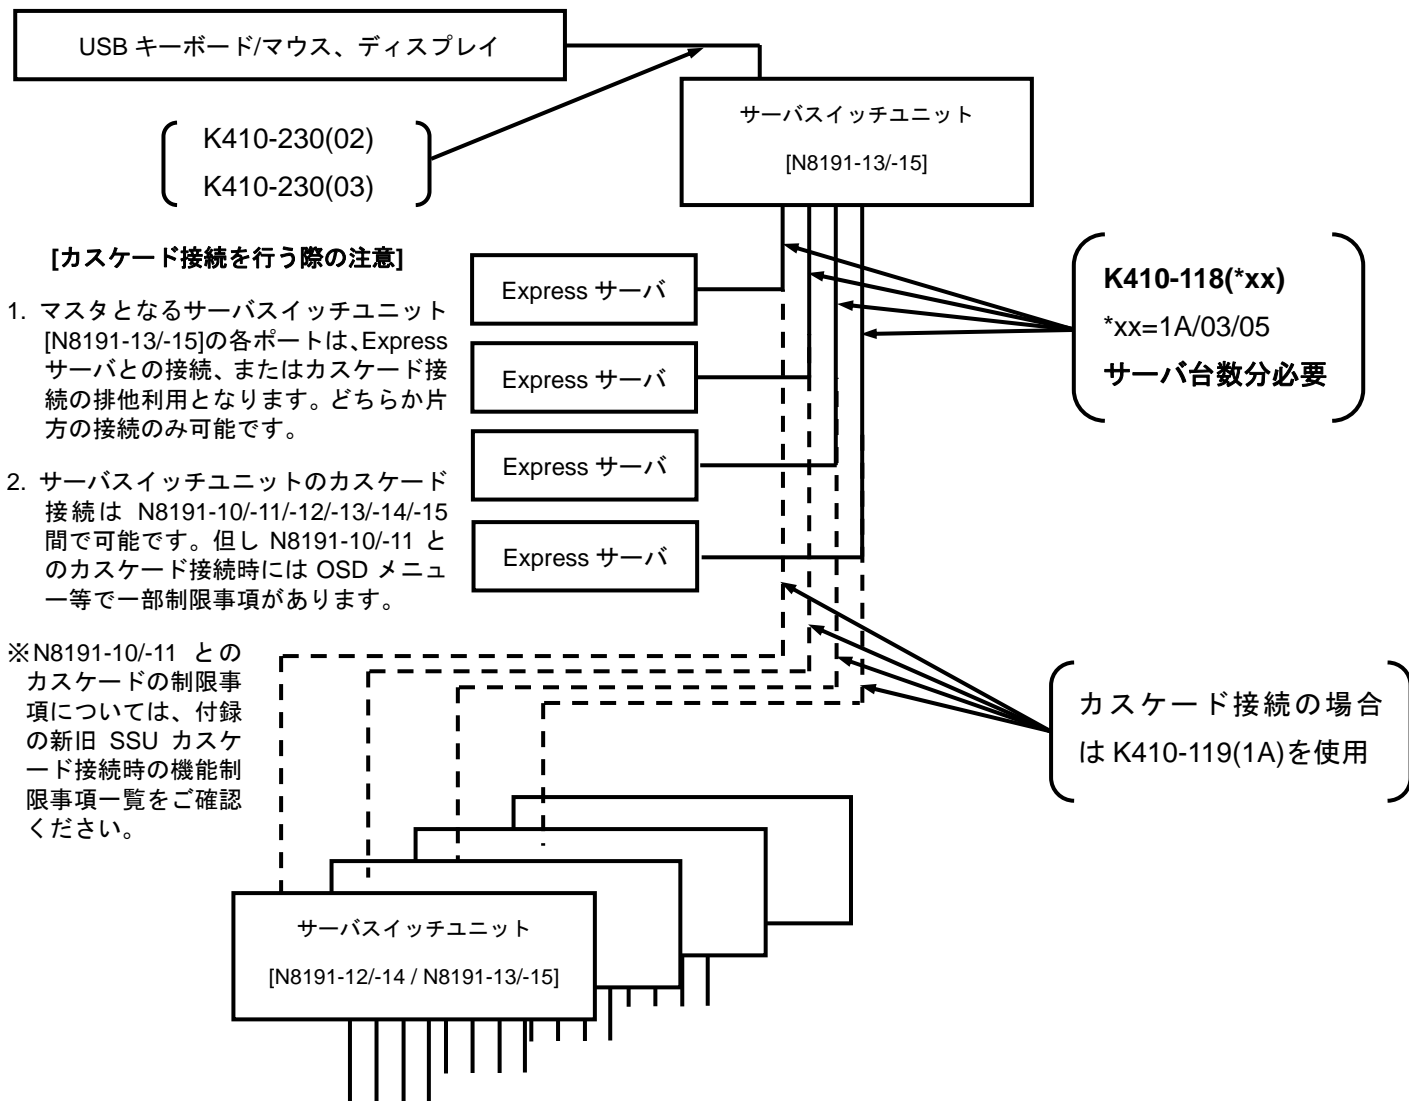 USB キーボード/マウス、ディスプレイ
サーバスイッチユニット
[N8191-13/-15]
K410-230(02)
K410-230(03)
[カスケード接続を行う際の注意]
1. マスタとなるサーバスイッチユニット
[N8191-13/-15]の各ポートは、Express
サーバとの接続、またはカスケード接
続の排他利用となります。どちらか片
方の接続のみ可能です。
2. サーバスイッチユニットのカスケード
接続は N8191-10/-11/-12/-13/-14/-15
間で可能です。但し N8191-10/-11 と
のカスケード接続時には OSD メニュ
ー等で一部制限事項があります。
※N8191-10/-11 との
カスケードの制限事
項については、付録
の新旧 SSU カスケ
ード接続時の機能制
限事項一覧をご確認
ください。
Express サーバ
Express サーバ
Express サーバ
Express サーバ
K410-118(*xx)
*xx=1A/03/05
サーバ台数分必要
カスケード接続の場合
は K410-119(1A)を使用
サーバスイッチユニット
[N8191-12/-14 / N8191-13/-15]